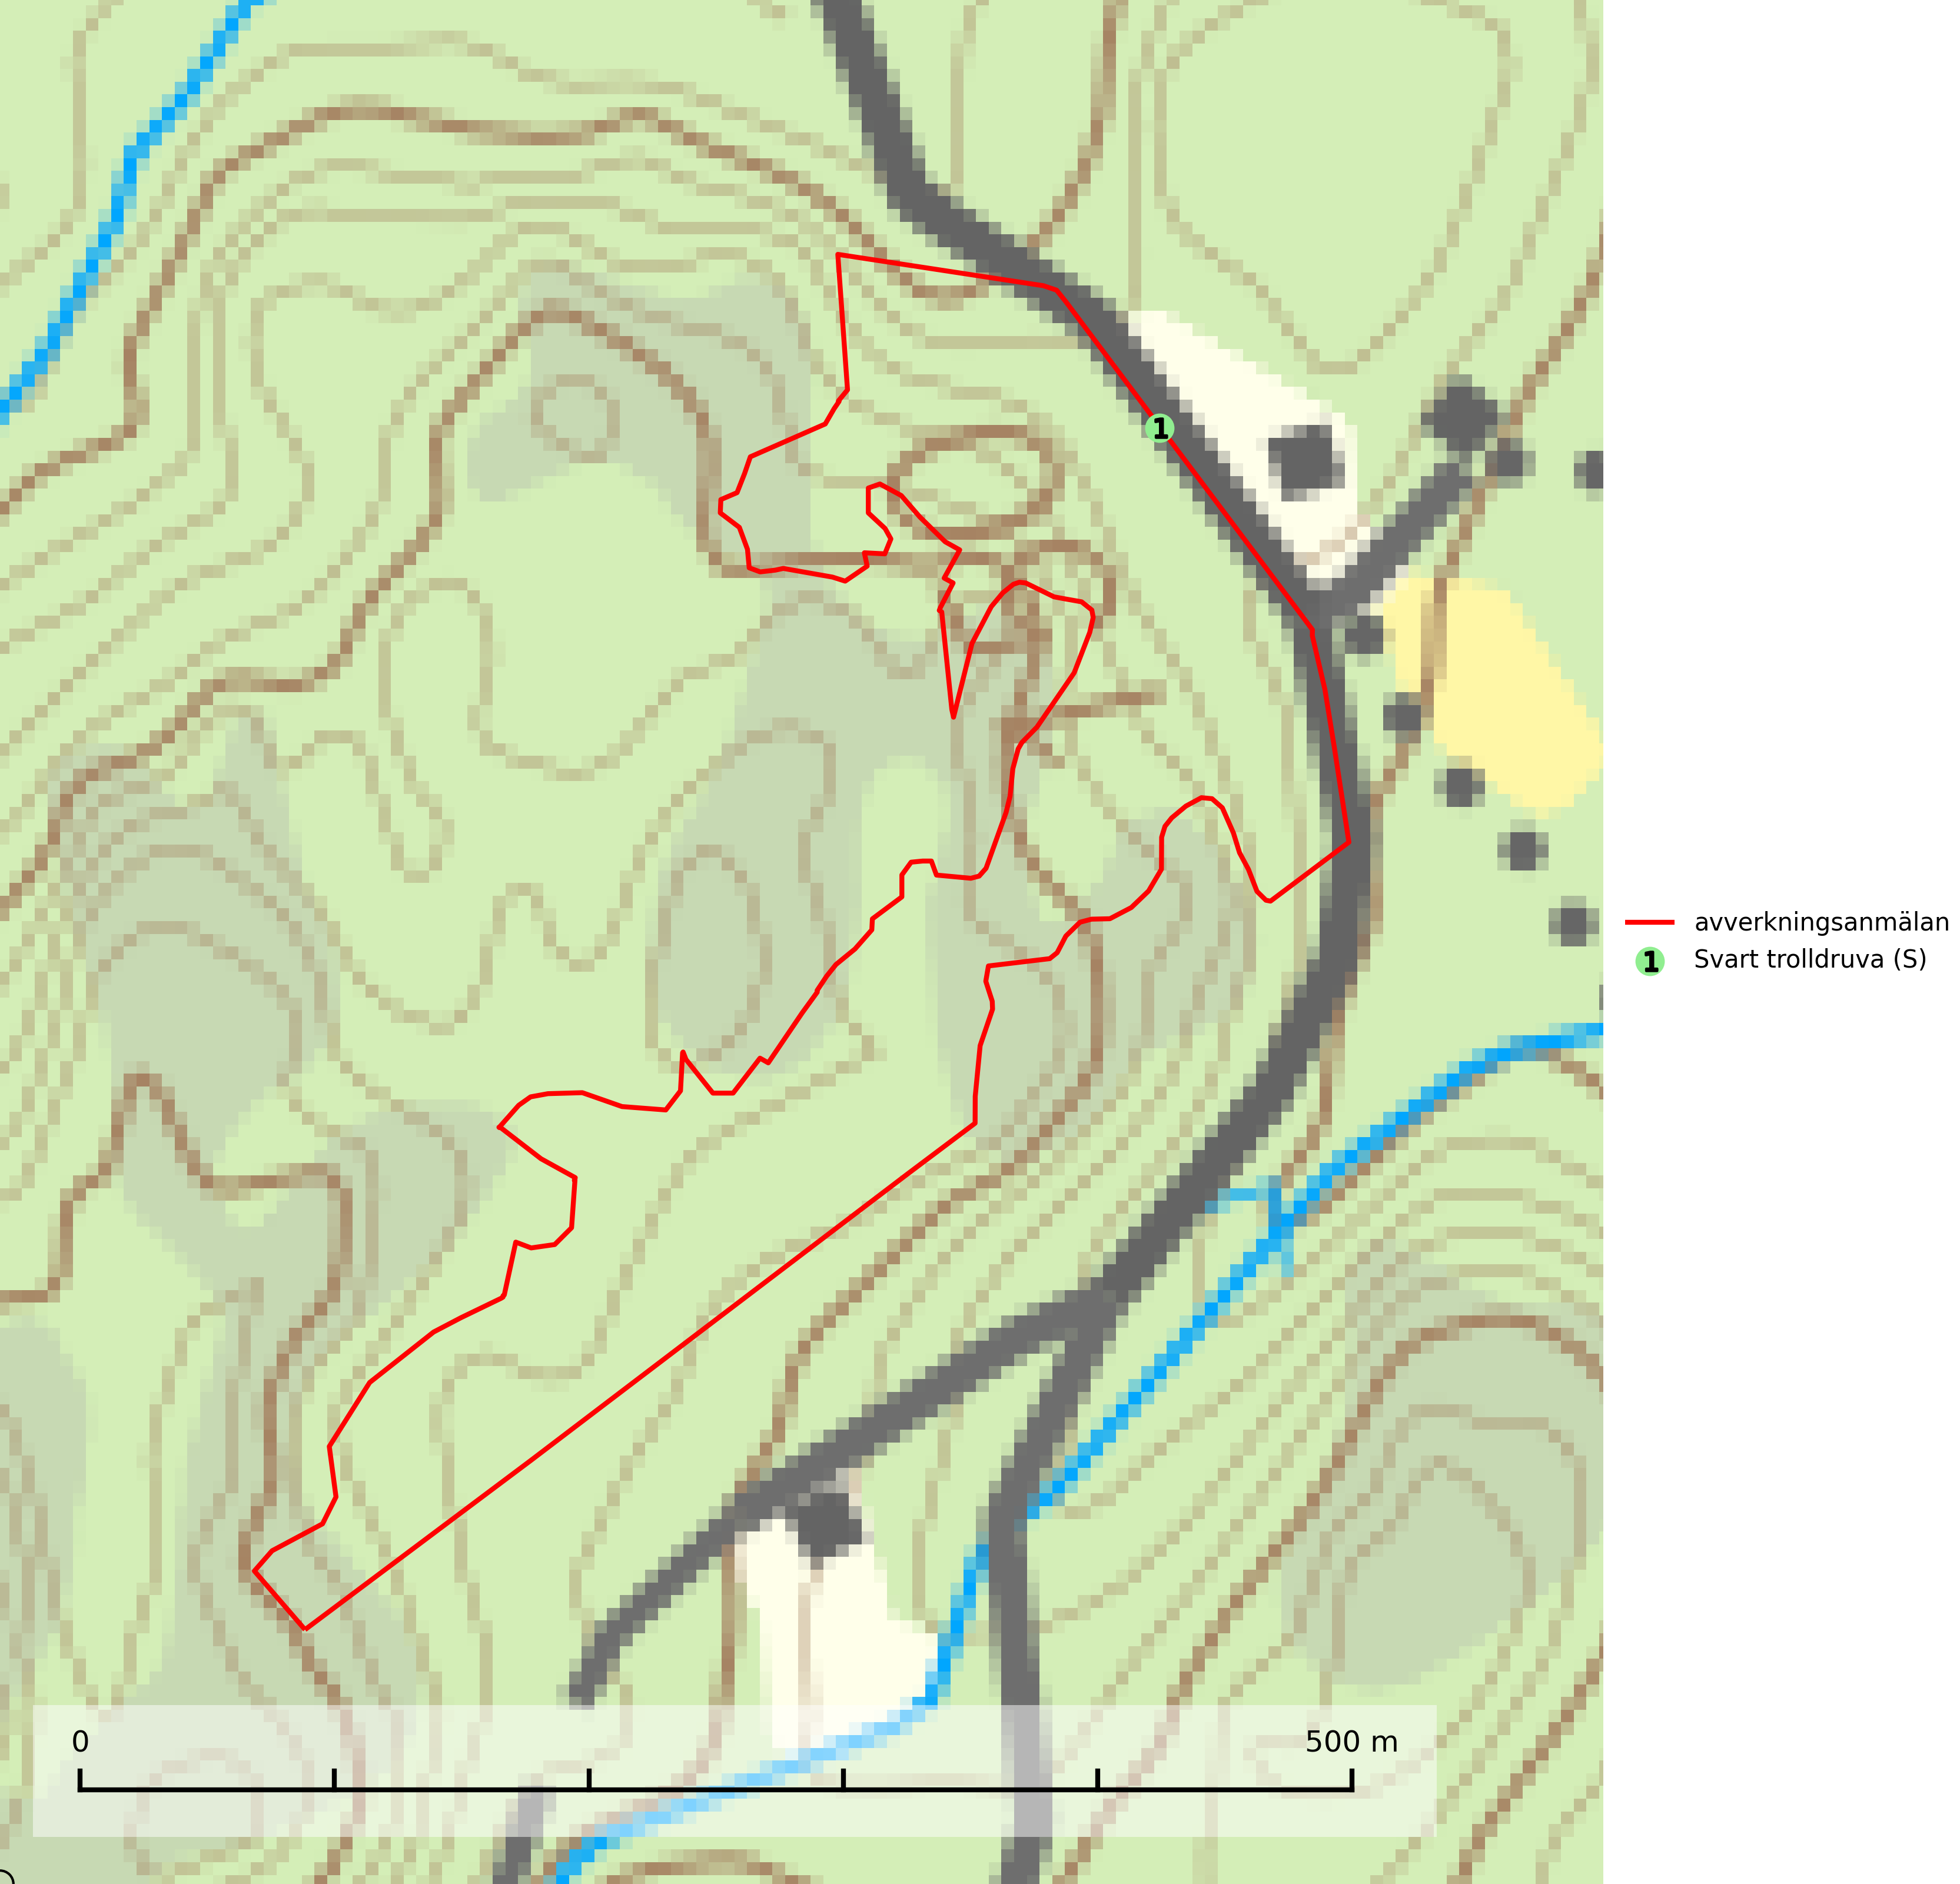 1
avverkningsanmälan
1 Svart trolldruva (S)
0 500 m